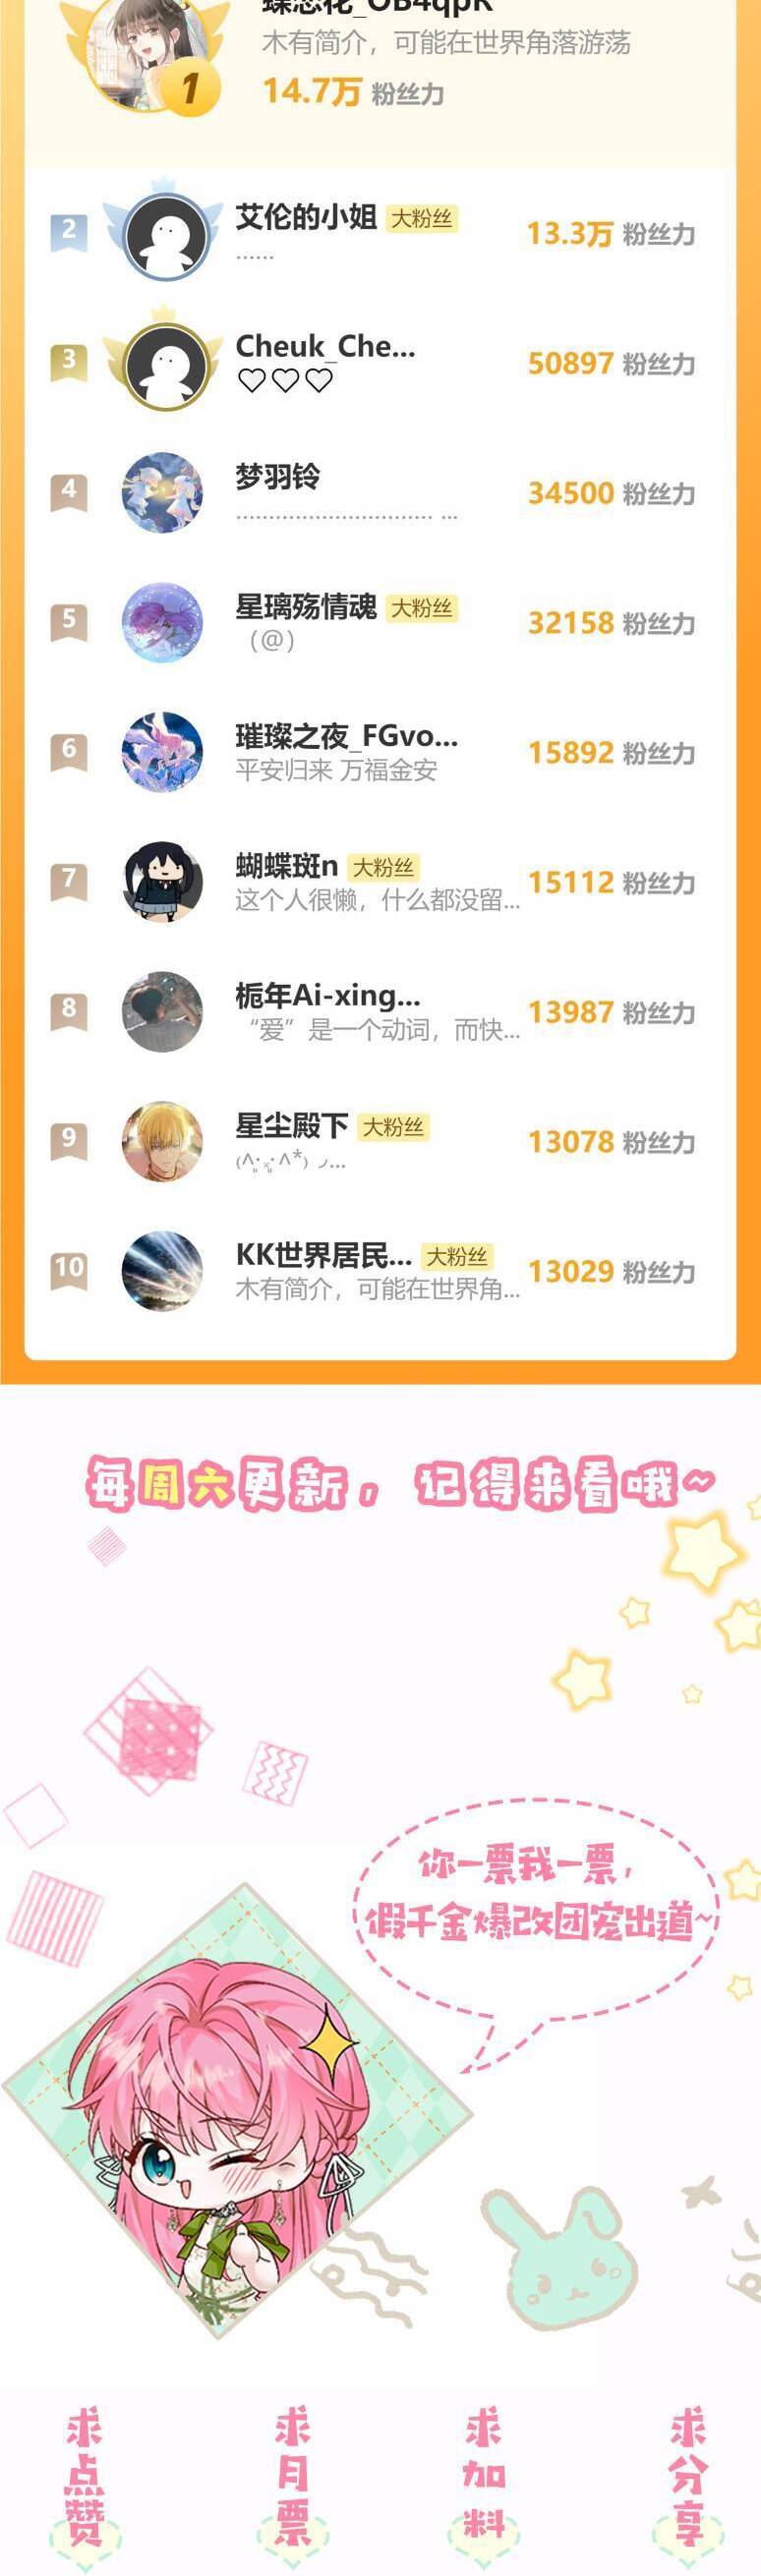 木有简介，可能在世界角落游荡
1
14.7万 粉丝力
2
艾伦的小姐 大粉丝
......
13.3万 粉丝力
3
Cheuk_Che...
♡♡♡
50897 粉丝力
4
梦羽铃
.............................. ...
34500 粉丝力
5
星璃殇情魂 大粉丝
（@）
32158 粉丝力
6
璀璨之夜_FGvo...
平安归来 万福金安
15892 粉丝力
7
蝴蝶斑n 大粉丝
这个人很懒，什么都没留...
15112 粉丝力
8
栀年Ai-xing...
“爱”是一个动词，而快...
13987 粉丝力
9
星尘殿下 大粉丝
13078 粉丝力
10
KK世界居民... 大粉丝
木有简介，可能在世界角...
13029 粉丝力
每周六更新，记得来看哦~
你一票我一票，
假千金爆改团宠出道~
求点赞
求月票
求加料
求分享